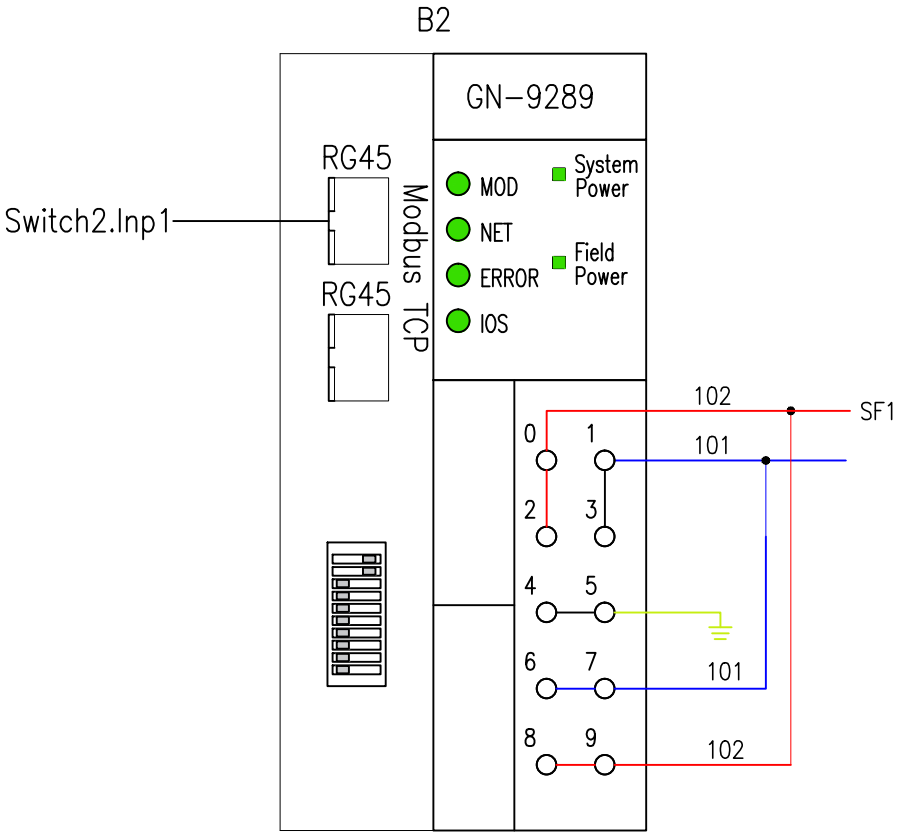 B2
GN-9289
RG45
System
Power
MOD
Switch2.Inp1
Modbus TCP
NET
Field
Power
ERROR
RG45
IOS
102
SF1
0
1
101
2
3
4
5
6
7
101
8
9
102